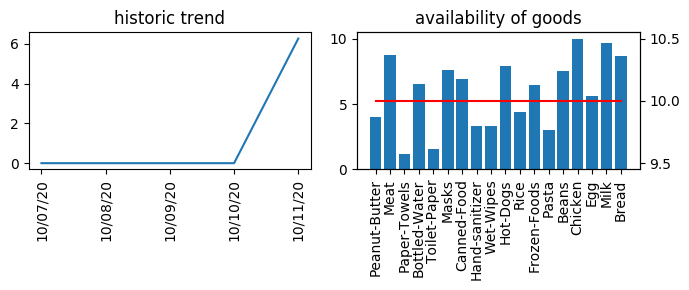 historic trend
6
4
2
0
10/07/20
10/08/20
10/09/20
10/10/20
10/11/20
availability of goods
10
5
0
10.5
10.0
9.5
Peanut-Butter
Meat
Paper-Towels
Bottled-Water
Toilet-Paper
Masks
Canned-Food
Hand-sanitizer
Wet-Wipes
Hot-Dogs
Rice
Frozen-Foods
Pasta
Beans
Chicken
Egg
Milk
Bread